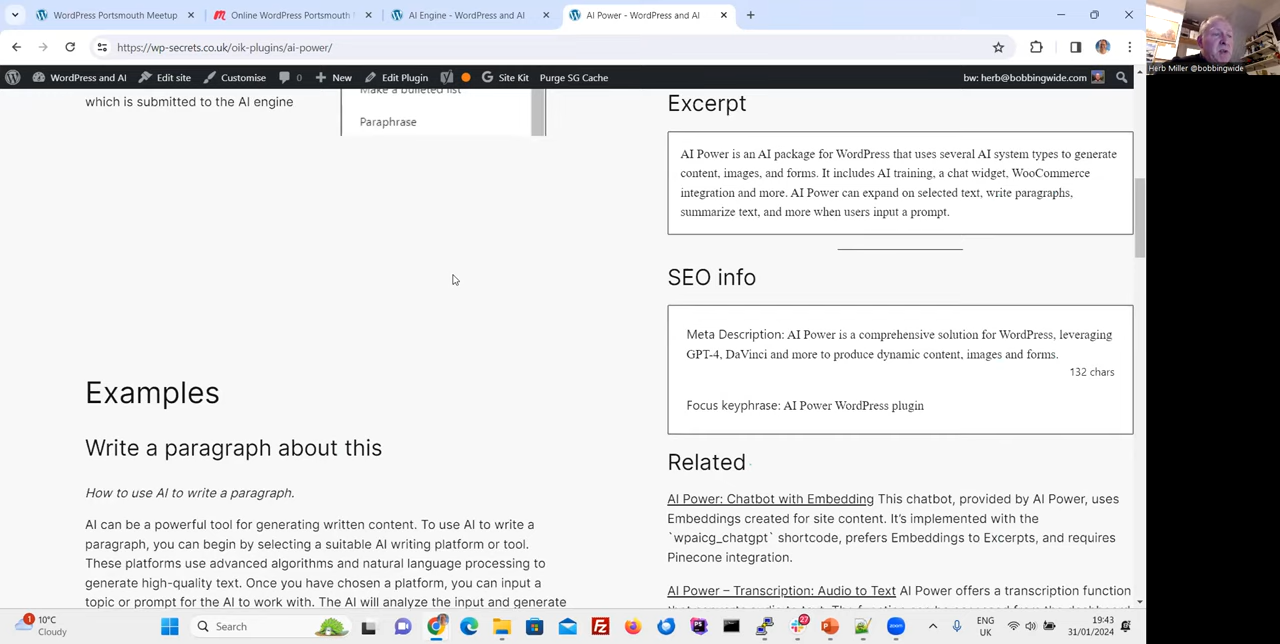 WordPress Portsmouth Meetup
Online WordPress Portsmouth
AI Engine - WordPress and AI
AI Power - WordPress and AI
https://wp-secrets.co.uk/oik-plugins/ai-power/
Herb Miller @bobbingwide
WordPress and AI
Edit site
Customise
0
New
Edit Plugin
Site Kit
Purge SG Cache
bw: herb@bobbingwide.com
which is submitted to the AI engine
Make a bulleted list
Paraphrase
Examples
Write a paragraph about this
How to use AI to write a paragraph.
AI can be a powerful tool for generating written content. To use AI to write a
paragraph, you can begin by selecting a suitable AI writing platform or tool.
These platforms use advanced algorithms and natural language processing to
generate high-quality text. Once you have chosen a platform, you can input a
topic or prompt for the AI to work with. The AI will analyze the input and generate
Excerpt
AI Power is an AI package for WordPress that uses several AI system types to generate
content, images, and forms. It includes AI training, a chat widget, WooCommerce
integration and more. AI Power can expand on selected text, write paragraphs,
summarize text, and more when users input a prompt.
SEO info
Meta Description: AI Power is a comprehensive solution for WordPress, leveraging
GPT-4, DaVinci and more to produce dynamic content, images and forms.
132 chars
Focus keyphrase: AI Power WordPress plugin
Related
AI Power: Chatbot with Embedding This chatbot, provided by AI Power, uses
Embeddings created for site content. It's implemented with the
`wpaicg_chatgpt` shortcode, prefers Embeddings to Excerpts, and requires
Pinecone integration.
AI Power – Transcription: Audio to Text AI Power offers a transcription function
1
10°C
Cloudy
Search
27
zoom
ENG
UK
19:43
31/01/2024